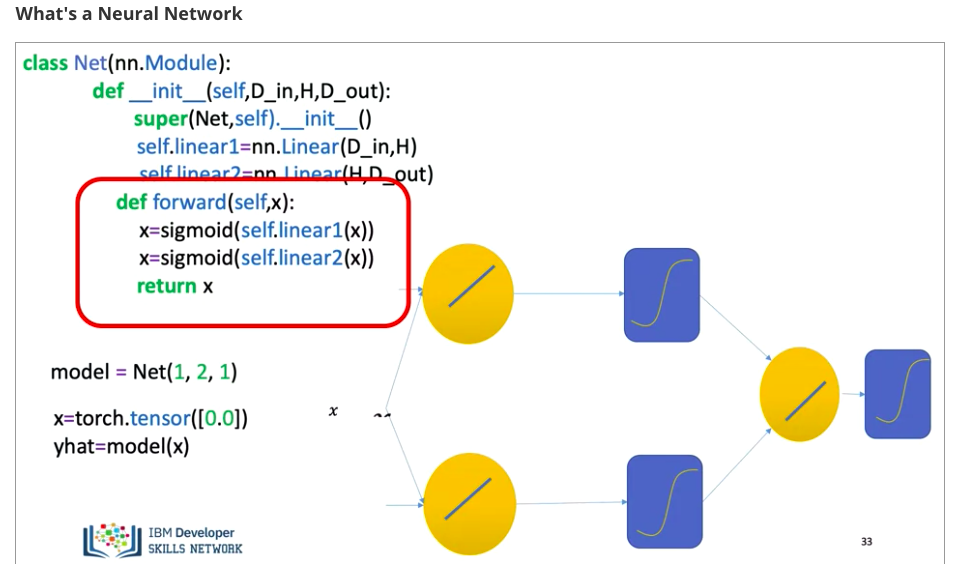 What's a Neural Network
class Net(nn.Module):
def __init__(self,D_in,H,D_out):
super(Net,self).__init__()
self.linear1=nn.Linear(D_in,H)
self.linear2=nn.Linear(H,D_out)
def forward(self,x):
x=sigmoid(self.linear1(x))
x=sigmoid(self.linear2(x))
return x
model = Net(1, 2, 1)
x=torch.tensor([0.0])
yhat=model(x)
x
IBM Developer
SKILLS NETWORK
33